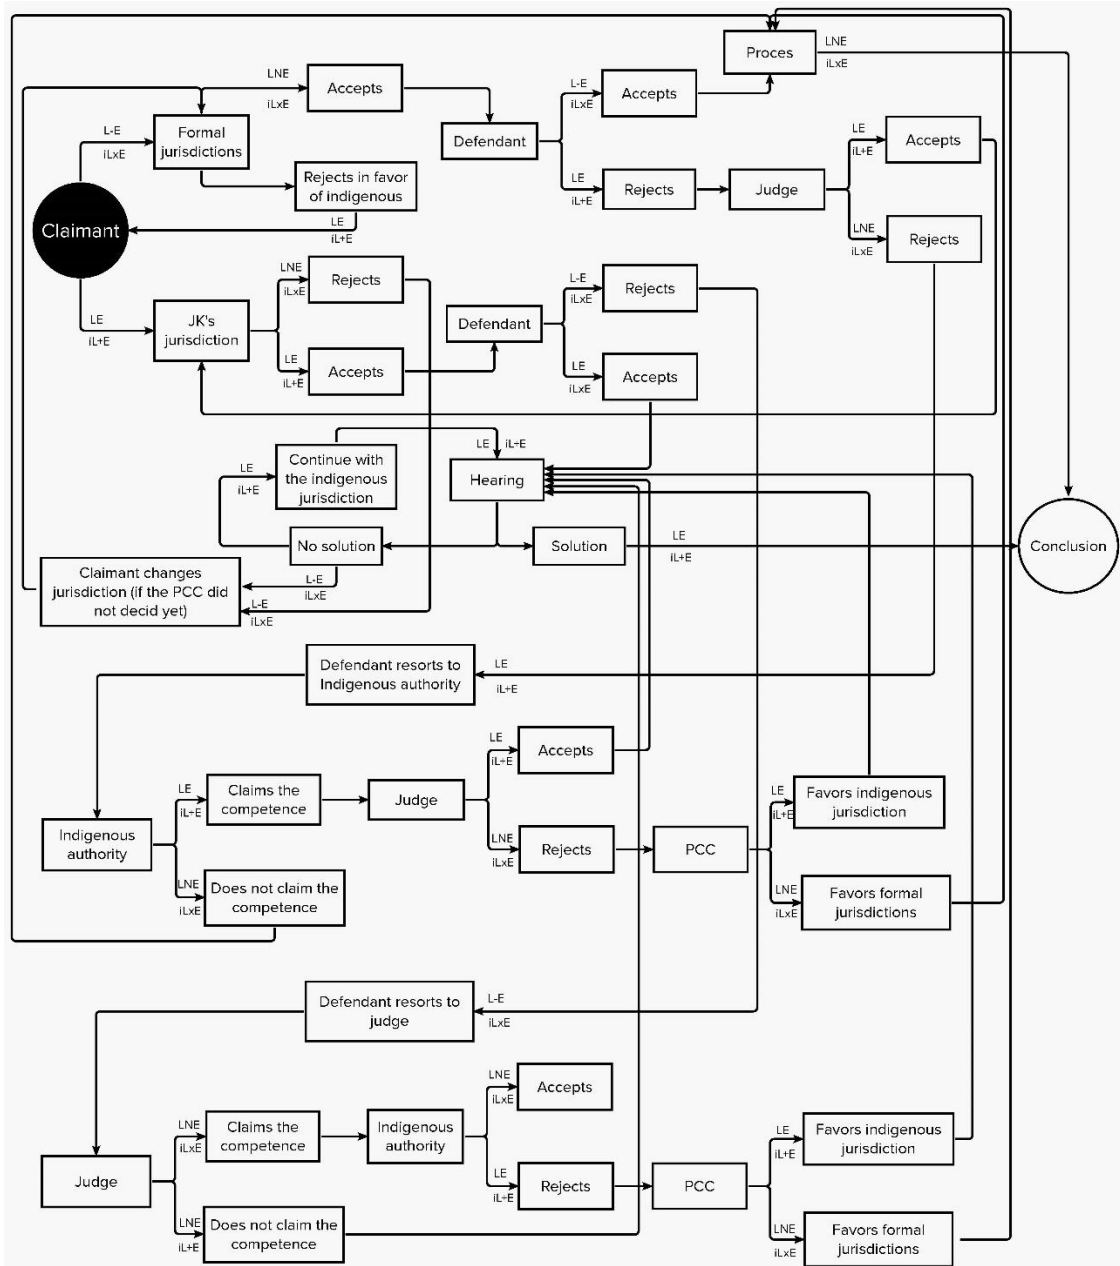 Proces
LNE
iLxE
LNE
iLxE
Accepts
L-E
iLxE
Accepts
L-E
iLxE
Formal
jurisdictions
Defendant
LE
iL+E
Accepts
Rejects in favor
of indigenous
LE
iL+E
Rejects
Judge
Claimant
LE
iL+E
LNE
iLxE
Rejects
LNE
iLxE
Rejects
L-E
iLxE
Rejects
LE
iL+E
JK's
jurisdiction
Defendant
LE
iL+E
Accepts
LE
iLxE
Accepts
LE
iL+E
Continue with
the indigenous
jurisdiction
LE
iL+E
Hearing
No solution
Solution
LE
iL+E
Conclusion
Claimant changes
jurisdiction (if the PCC did
not decid yet)
L-E
iLxE
L-E
iLxE
Defendant resorts to
Indigenous authority
LE
iL+E
LE
iL+E
Accepts
LE
iL+E
Claims the
competence
Judge
LE
iL+E
Favors indigenous
jurisdiction
Indigenous
authority
LNE
iLxE
Rejects
PCC
LNE
iLxE
Does not claim the
competence
LNE
iLxE
Favors formal
jurisdictions
Defendant resorts to
judge
L-E
iLxE
LNE
iLxE
Accepts
LNE
iLxE
Claims the
competence
Indigenous
authority
LE
iL+E
Favors indigenous
jurisdiction
Judge
LE
iL+E
Rejects
PCC
LNE
iL+E
Does not claim the
competence
LNE
iLxE
Favors formal
jurisdictions